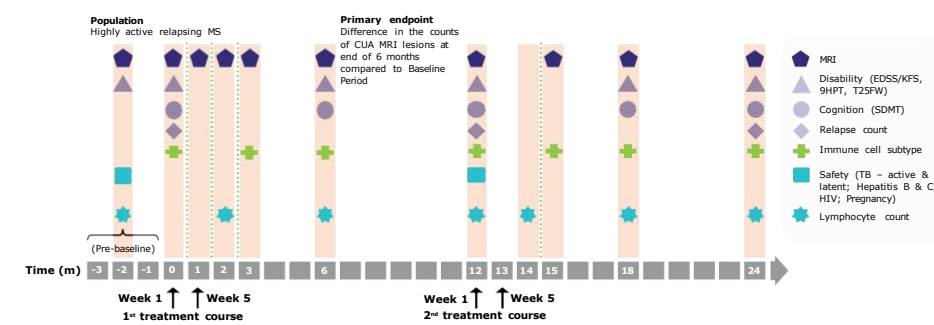 Population
Highly active relapsing MS
Primary endpoint
Difference in the counts
of CUA MRI lesions at
end of 6 months
compared to Baseline
Period
MRI
Disability (EDSS/KFS,
9HPT, T25FW)
Cognition (SDMT)
Relapse count
Immune cell subtype
Safety (TB – active &
latent; Hepatitis B & C,
HIV; Pregnancy)
Lymphocyte count
(Pre-baseline)
Time (m) -3 -2 -1 0 1 2 3 6 12 13 14 15 18 24
Week 1 Week 5 Week 1 Week 5
1st treatment course 2nd treatment course